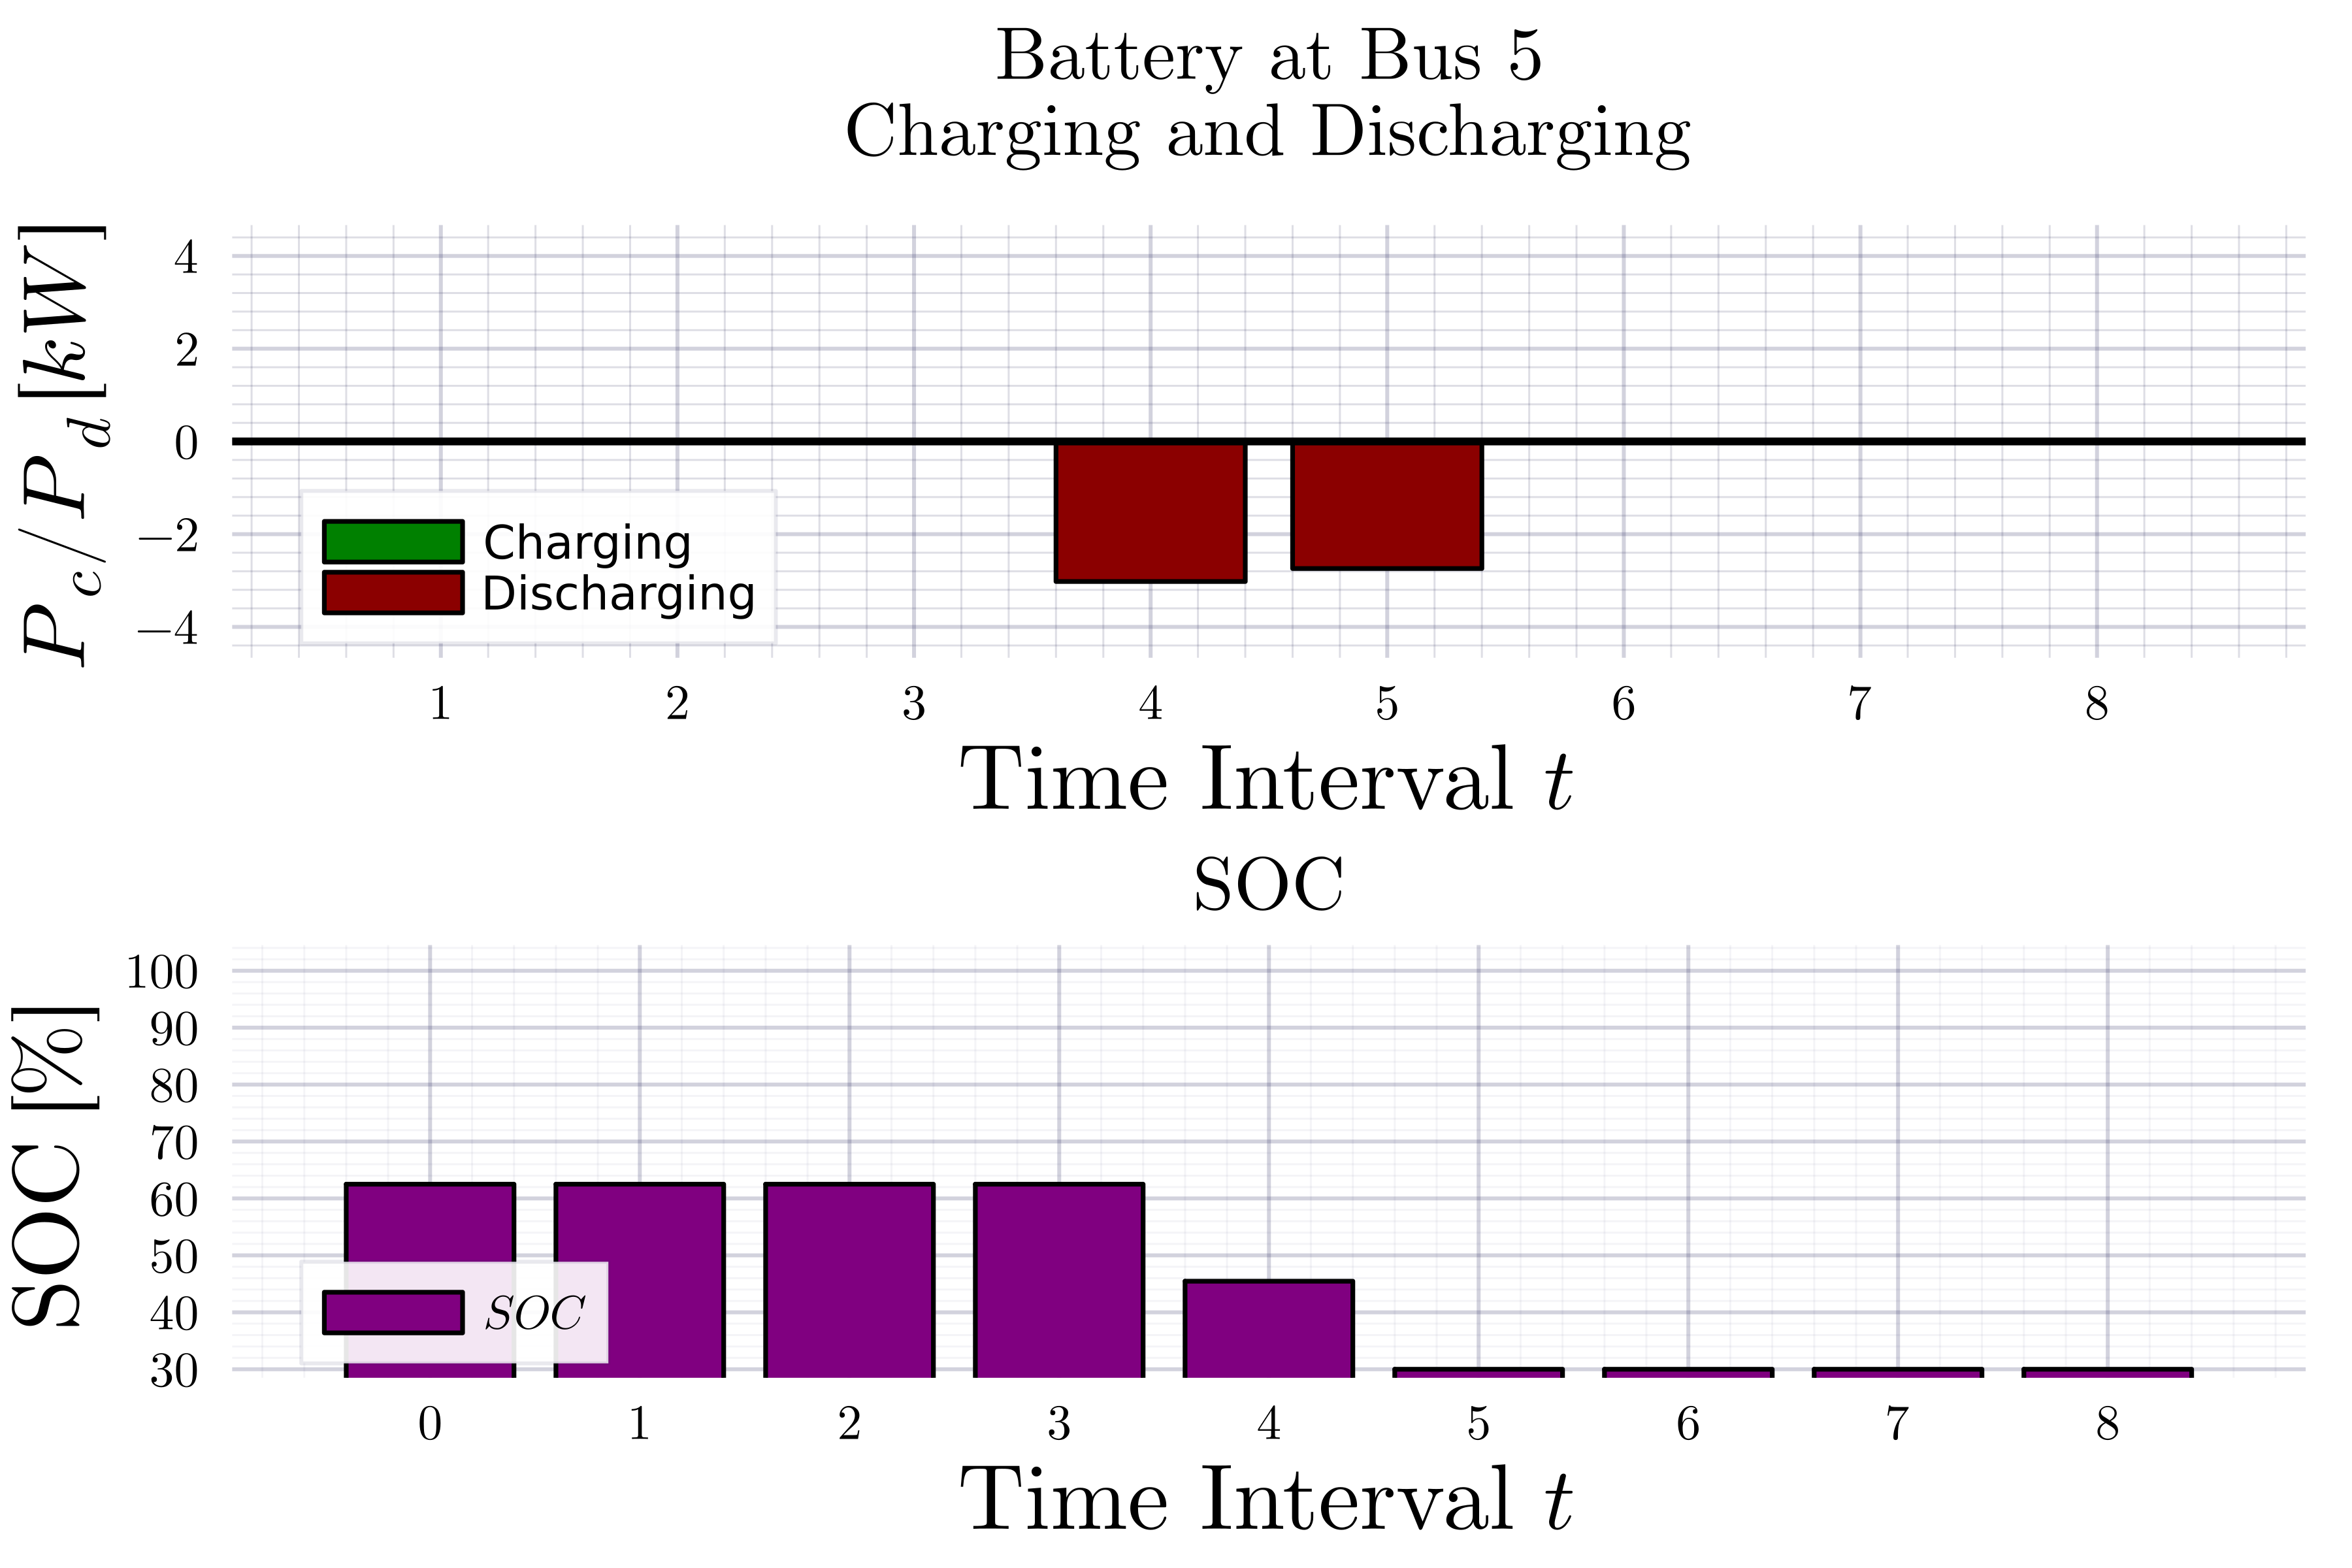 Battery at Bus 5
Charging and Discharging
P_c/P_d [kW]
4
2
0
−2
−4
Charging
Discharging
1 2 3 4 5 6 7 8
Time Interval t
SOC
SOC [%]
100
90
80
70
60
50
40
30
SOC
0 1 2 3 4 5 6 7 8
Time Interval t